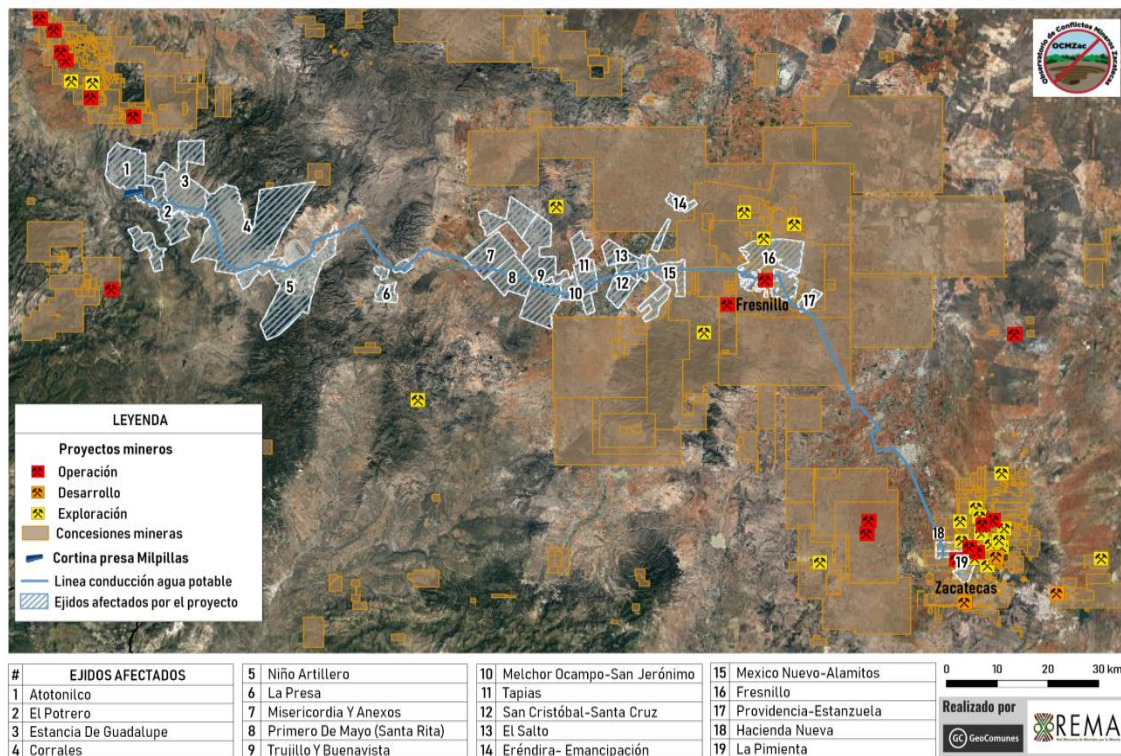 Observatorio de Conflictos Mineros Zacatecas
OCMZac
1
2
3
4
5
6
7
8
9
10
11
12
13
14
15
16
Fresnillo
17
18
19
Zacatecas
LEYENDA
Proyectos mineros
Operación
Desarrollo
Exploración
Concesiones mineras
Cortina presa Milpillas
Linea conducción agua potable
Ejidos afectados por el proyecto
# EJIDOS AFECTADOS
1 Atotonilco
2 El Potrero
3 Estancia De Guadalupe
4 Corrales
5 Niño Artillero
6 La Presa
7 Misericordia Y Anexos
8 Primero De Mayo (Santa Rita)
9 Trujillo Y Buenavista
10 Melchor Ocampo-San Jerónimo
11 Tapias
12 San Cristóbal-Santa Cruz
13 El Salto
14 Eréndira- Emancipación
15 Mexico Nuevo-Alamitos
16 Fresnillo
17 Providencia-Estanzuela
18 Hacienda Nueva
19 La Pimienta
0 10 20 30 km
Realizado por
GC GeoComunes
REMA